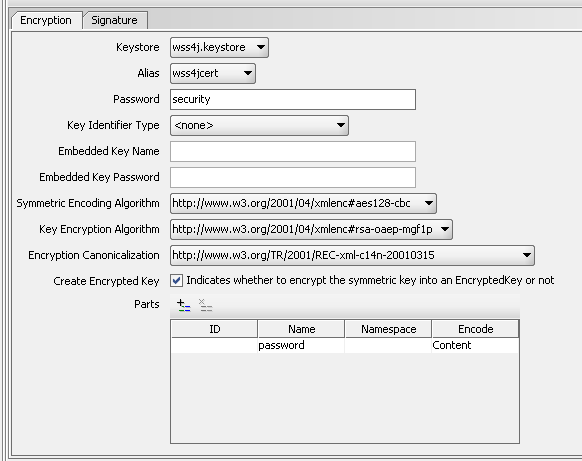 Encryption Signature
Keystore wss4j.keystore
Alias wss4jcert
Password security
Key Identifier Type <none>
Embedded Key Name
Embedded Key Password
Symmetric Encoding Algorithm http://www.w3.org/2001/04/xmlenc#aes128-cbc
Key Encryption Algorithm http://www.w3.org/2001/04/xmlenc#rsa-oaep-mgf1p
Encryption Canonicalization http://www.w3.org/TR/2001/REC-xml-c14n-20010315
Create Encrypted Key Indicates whether to encrypt the symmetric key into an EncryptedKey or not
Parts
ID Name Namespace Encode
password Content